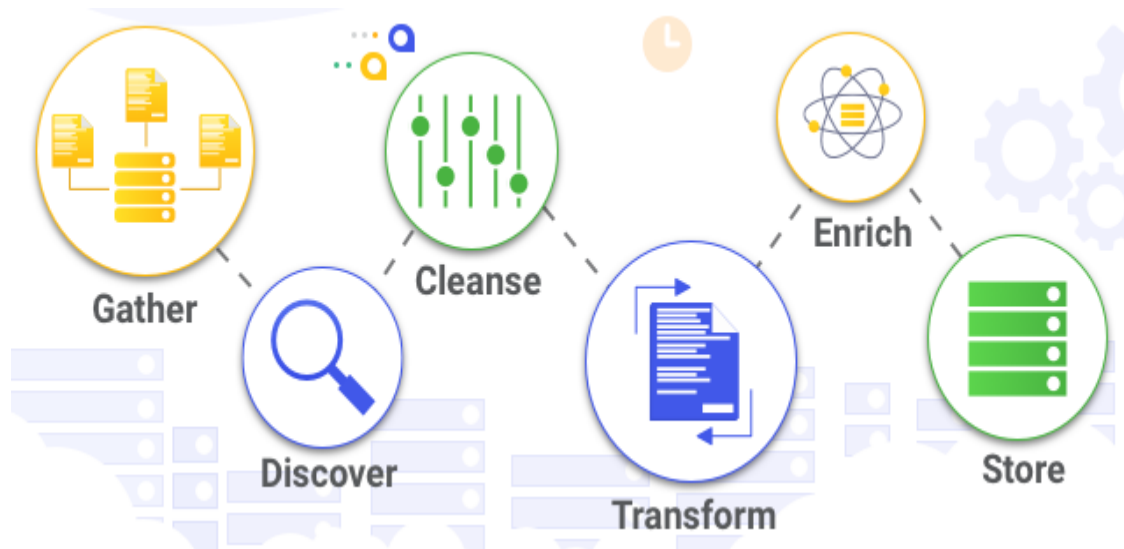 Gather
Discover
Cleanse
Transform
Enrich
Store